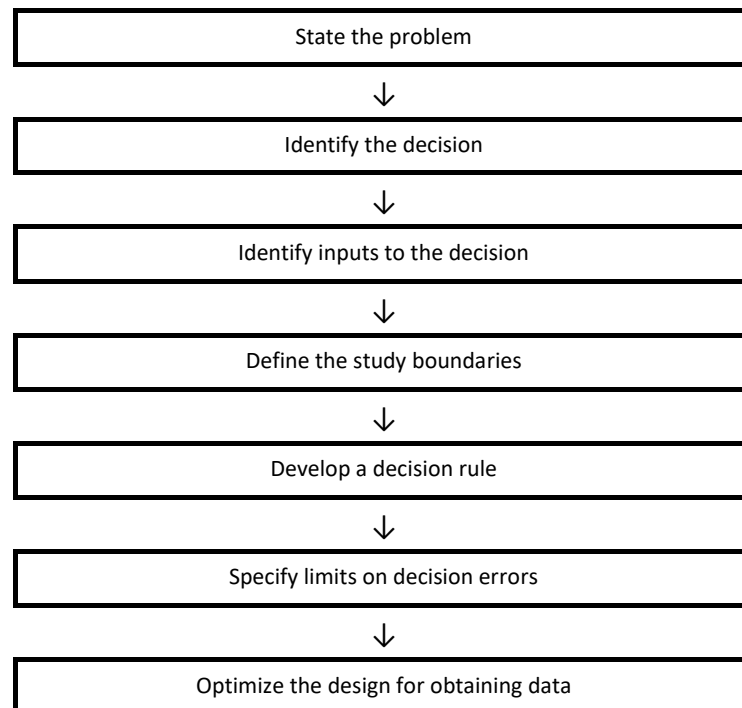 State the problem
↓
Identify the decision
↓
Identify inputs to the decision
↓
Define the study boundaries
↓
Develop a decision rule
↓
Specify limits on decision errors
↓
Optimize the design for obtaining data